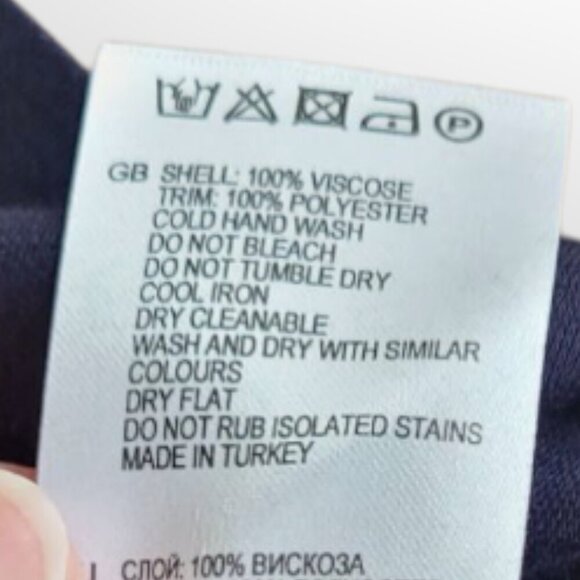 P
GB SHELL: 100% VISCOSE
TRIM: 100% POLYESTER
COLD HAND WASH
DO NOT BLEACH
DO NOT TUMBLE DRY
COOL IRON
DRY CLEANABLE
WASH AND DRY WITH SIMILAR
COLOURS
DRY FLAT
DO NOT RUB ISOLATED STAINS
MADE IN TURKEY
СЛОЙ: 100% ВИСКОЗА